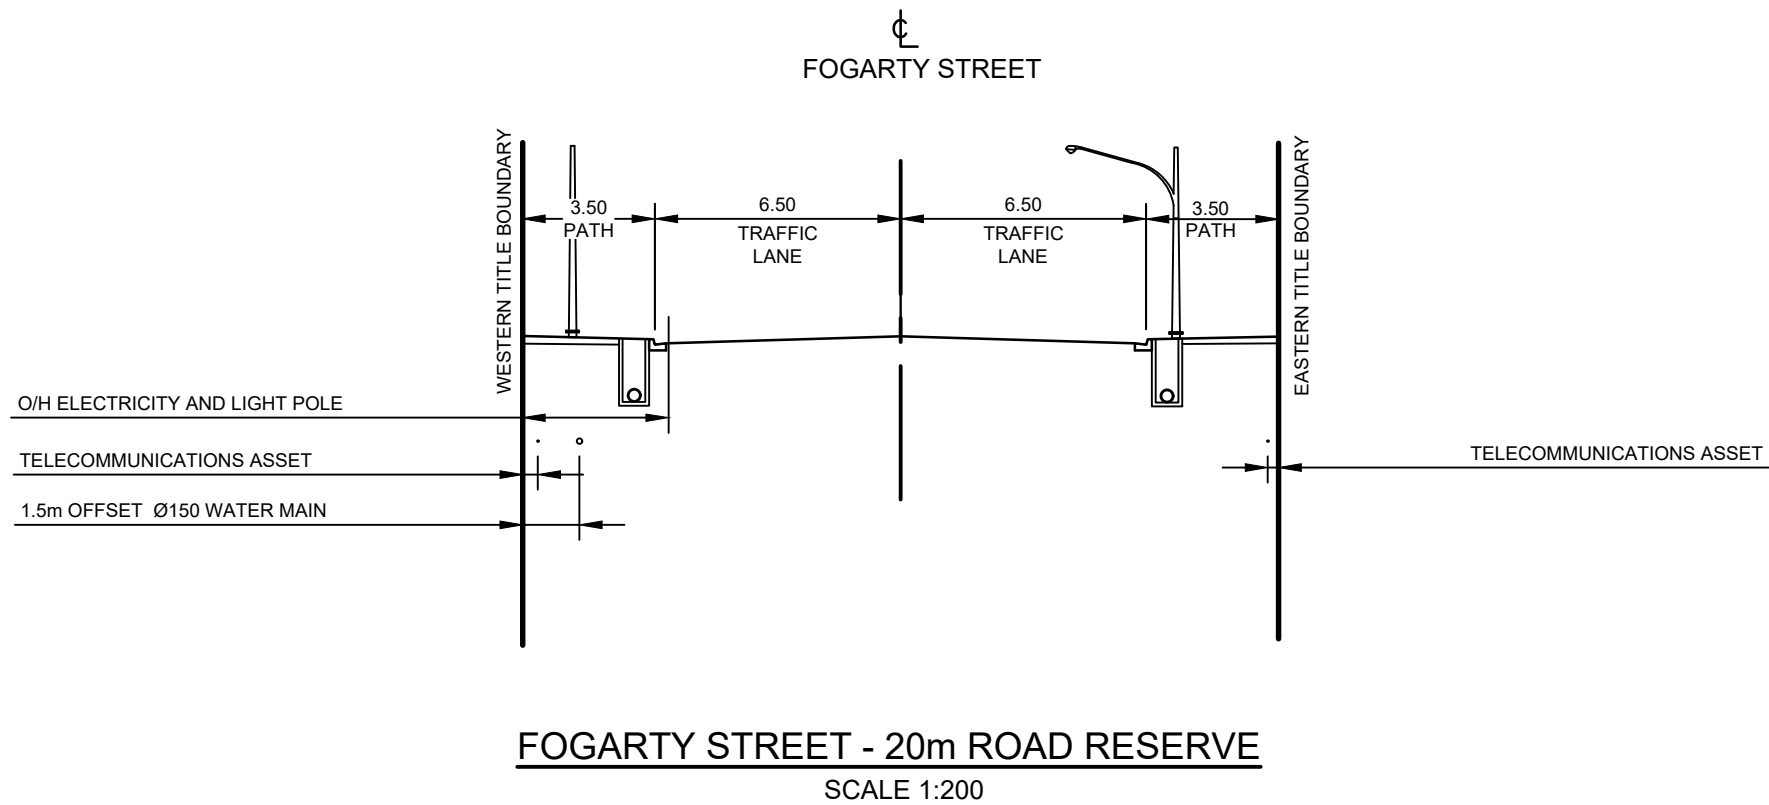 ℄
FOGARTY STREET
WESTERN TITLE BOUNDARY
3.50
PATH
6.50
TRAFFIC
LANE
6.50
TRAFFIC
LANE
3.50
PATH
EASTERN TITLE BOUNDARY
O/H ELECTRICITY AND LIGHT POLE
TELECOMMUNICATIONS ASSET
TELECOMMUNICATIONS ASSET
1.5m OFFSET Ø150 WATER MAIN
FOGARTY STREET - 20m ROAD RESERVE
SCALE 1:200